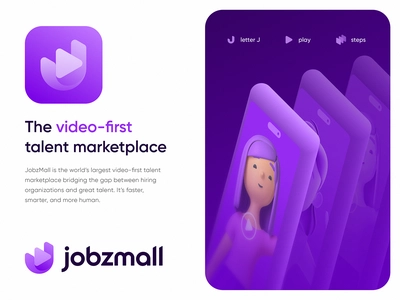 The video-first
talent marketplace
JobzMall is the world's largest video-first talent
marketplace bridging the gap between hiring
organizations and great talent. It's faster,
smarter, and more human.
jobzmall
letter J
play
steps